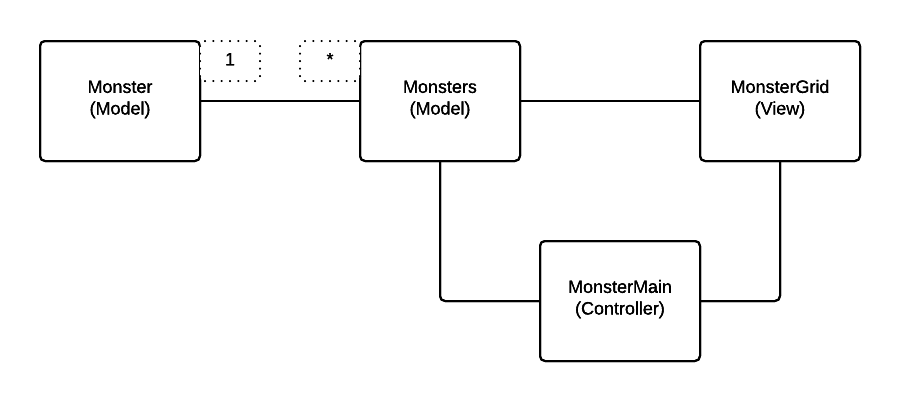 Monster
(Model)
1
*
Monsters
(Model)
MonsterGrid
(View)
MonsterMain
(Controller)